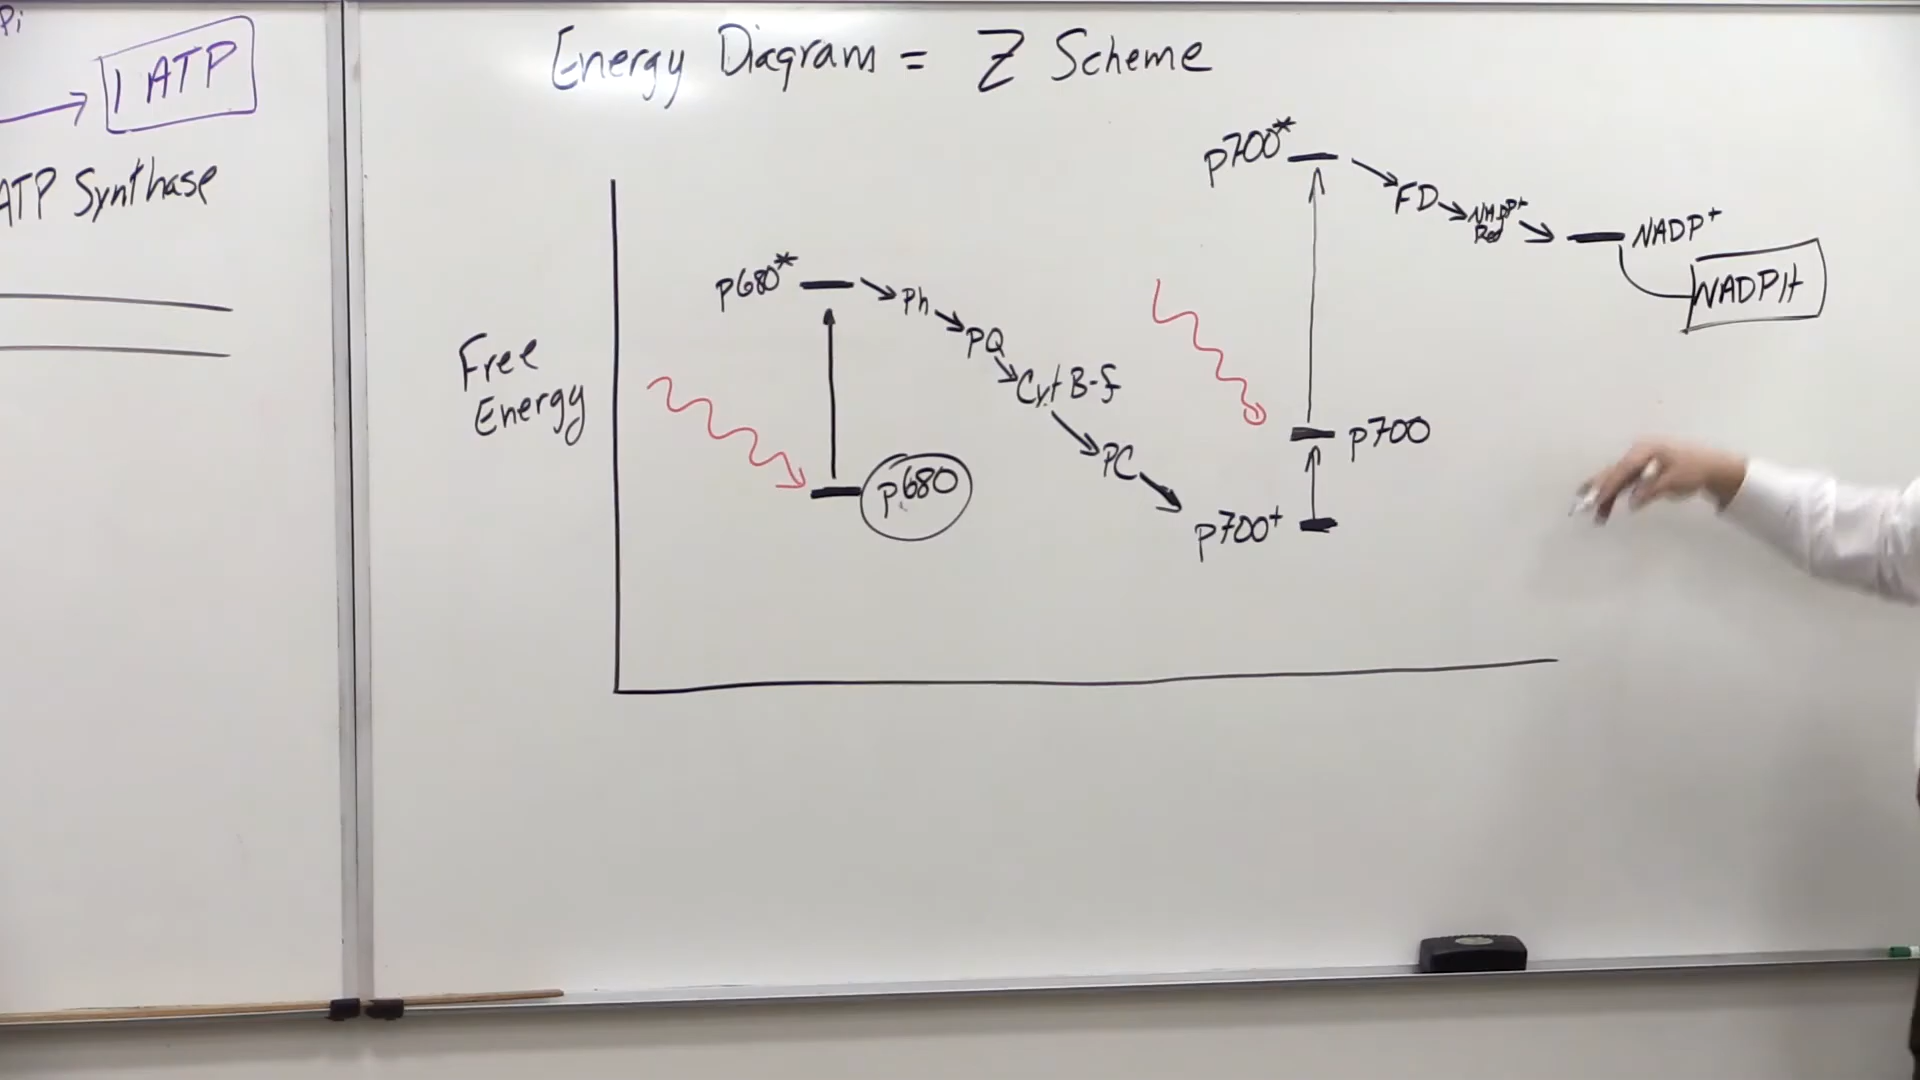 Pi
1 ATP
ATP Synthase
Energy Diagram = Z Scheme
Free
Energy
P680*
P680
Ph
PQ
Cyt B-f
PC
P700+
P700
P700*
FD
NADP+
Red
NADP+
NADPH